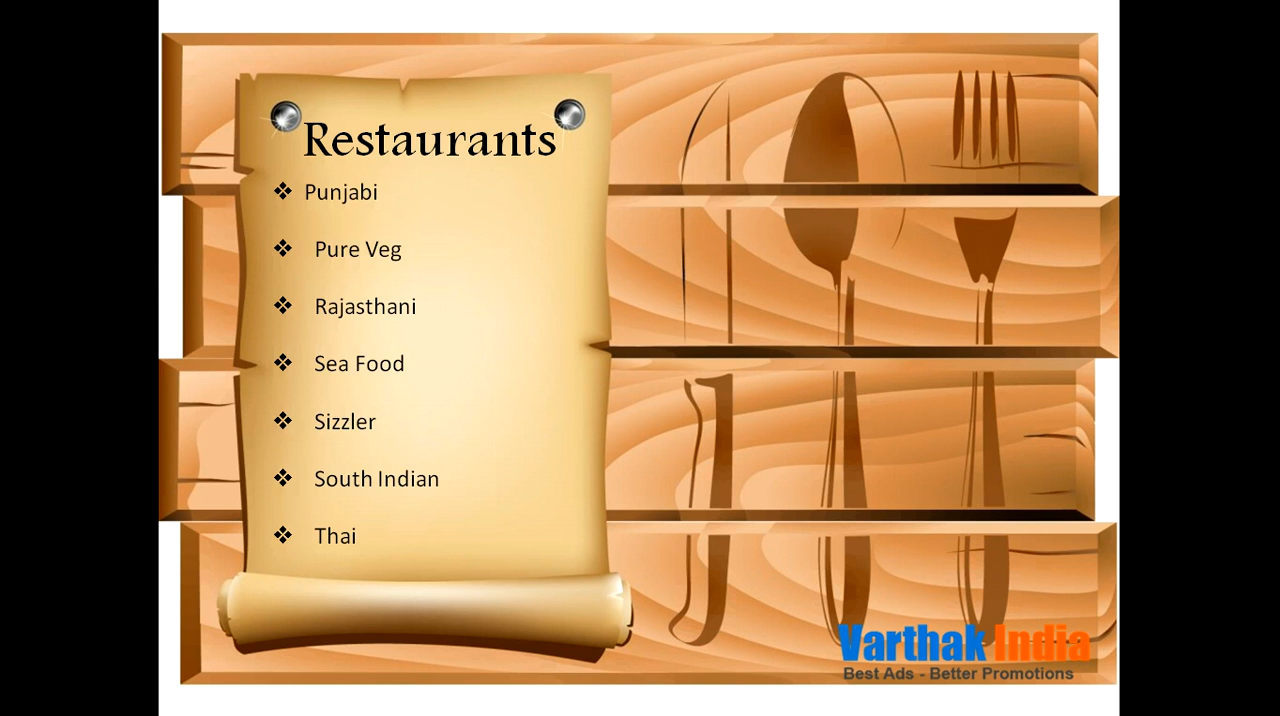 Restaurants
❖ Punjabi
❖ Pure Veg
❖ Rajasthani
❖ Sea Food
❖ Sizzler
❖ South Indian
❖ Thai
Varthak India
Best Ads - Better Promotions